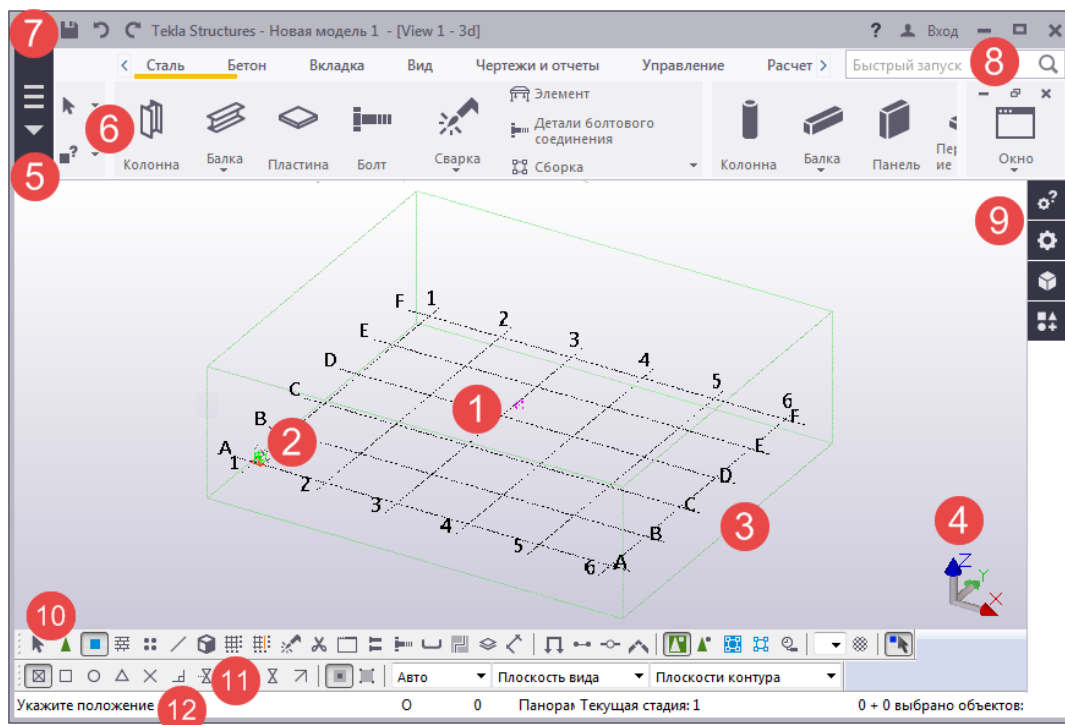 7 Tekla Structures - Новая модель 1 - [View 1 - 3d] ? Вход
Сталь Бетон Вкладка Вид Чертежи и отчеты Управление Расчет Быстрый запуск 8
6
5
Колонна Балка Пластина Болт Сварка
Элемент
Детали болтового
соединения
Сборка
Колонна Балка Панель
Пер
ие
Окно
9
F 1 2 3 4 5 6 F
E E
D D
C C
B B
A A
1 2 3 4 5 6
1
2
3
4
Z Y X
10
11
Авто Плоскость вида Плоскости контура
Укажите положение 12 О 0 Панорам Текущая стадия: 1 0 + 0 выбрано объектов: